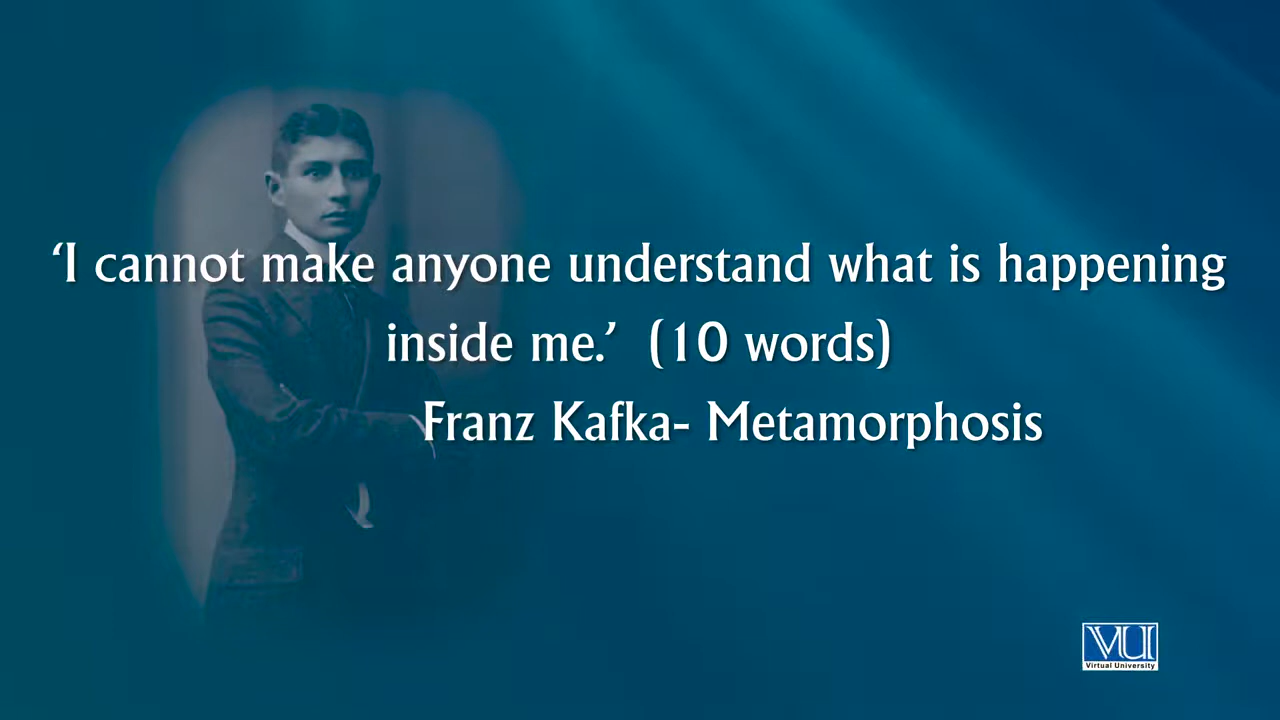 ‘I cannot make anyone understand what is happening
inside me.’ (10 words)
Franz Kafka- Metamorphosis
VU
Virtual University